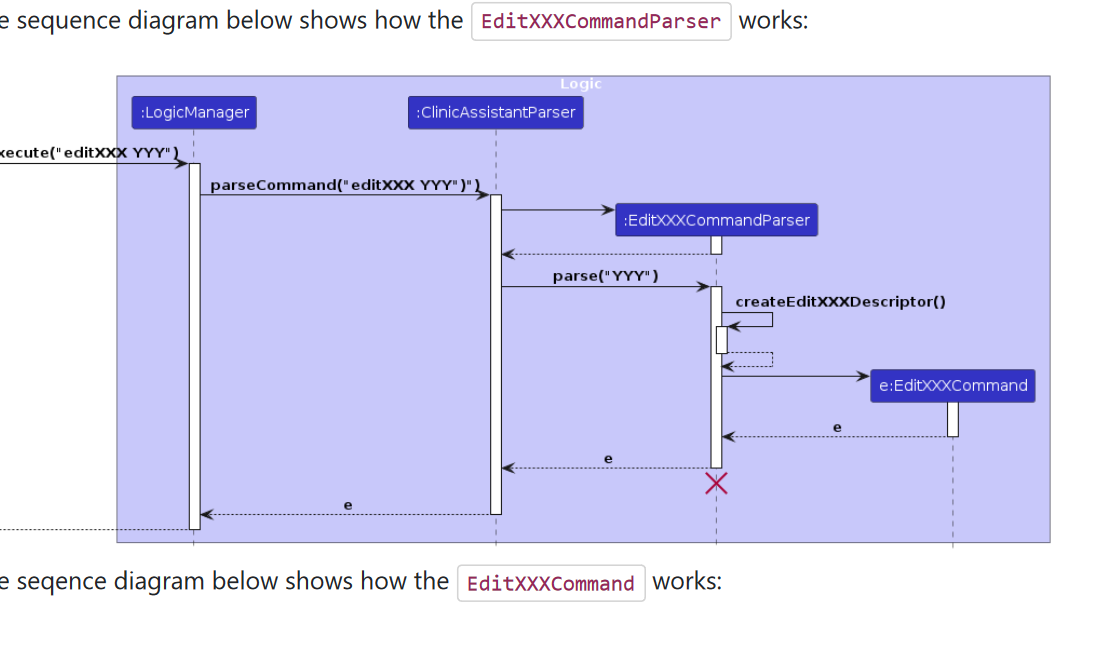 e sequence diagram below shows how the EditXXXCommandParser works:
Logic
:LogicManager
:ClinicAssistantParser
xecute("editXXX YYY")
parseCommand("editXXX YYY")")
:EditXXXCommandParser
parse("YYY")
createEditXXXDescriptor()
e:EditXXXCommand
e
e
e
e seqence diagram below shows how the EditXXXCommand works: